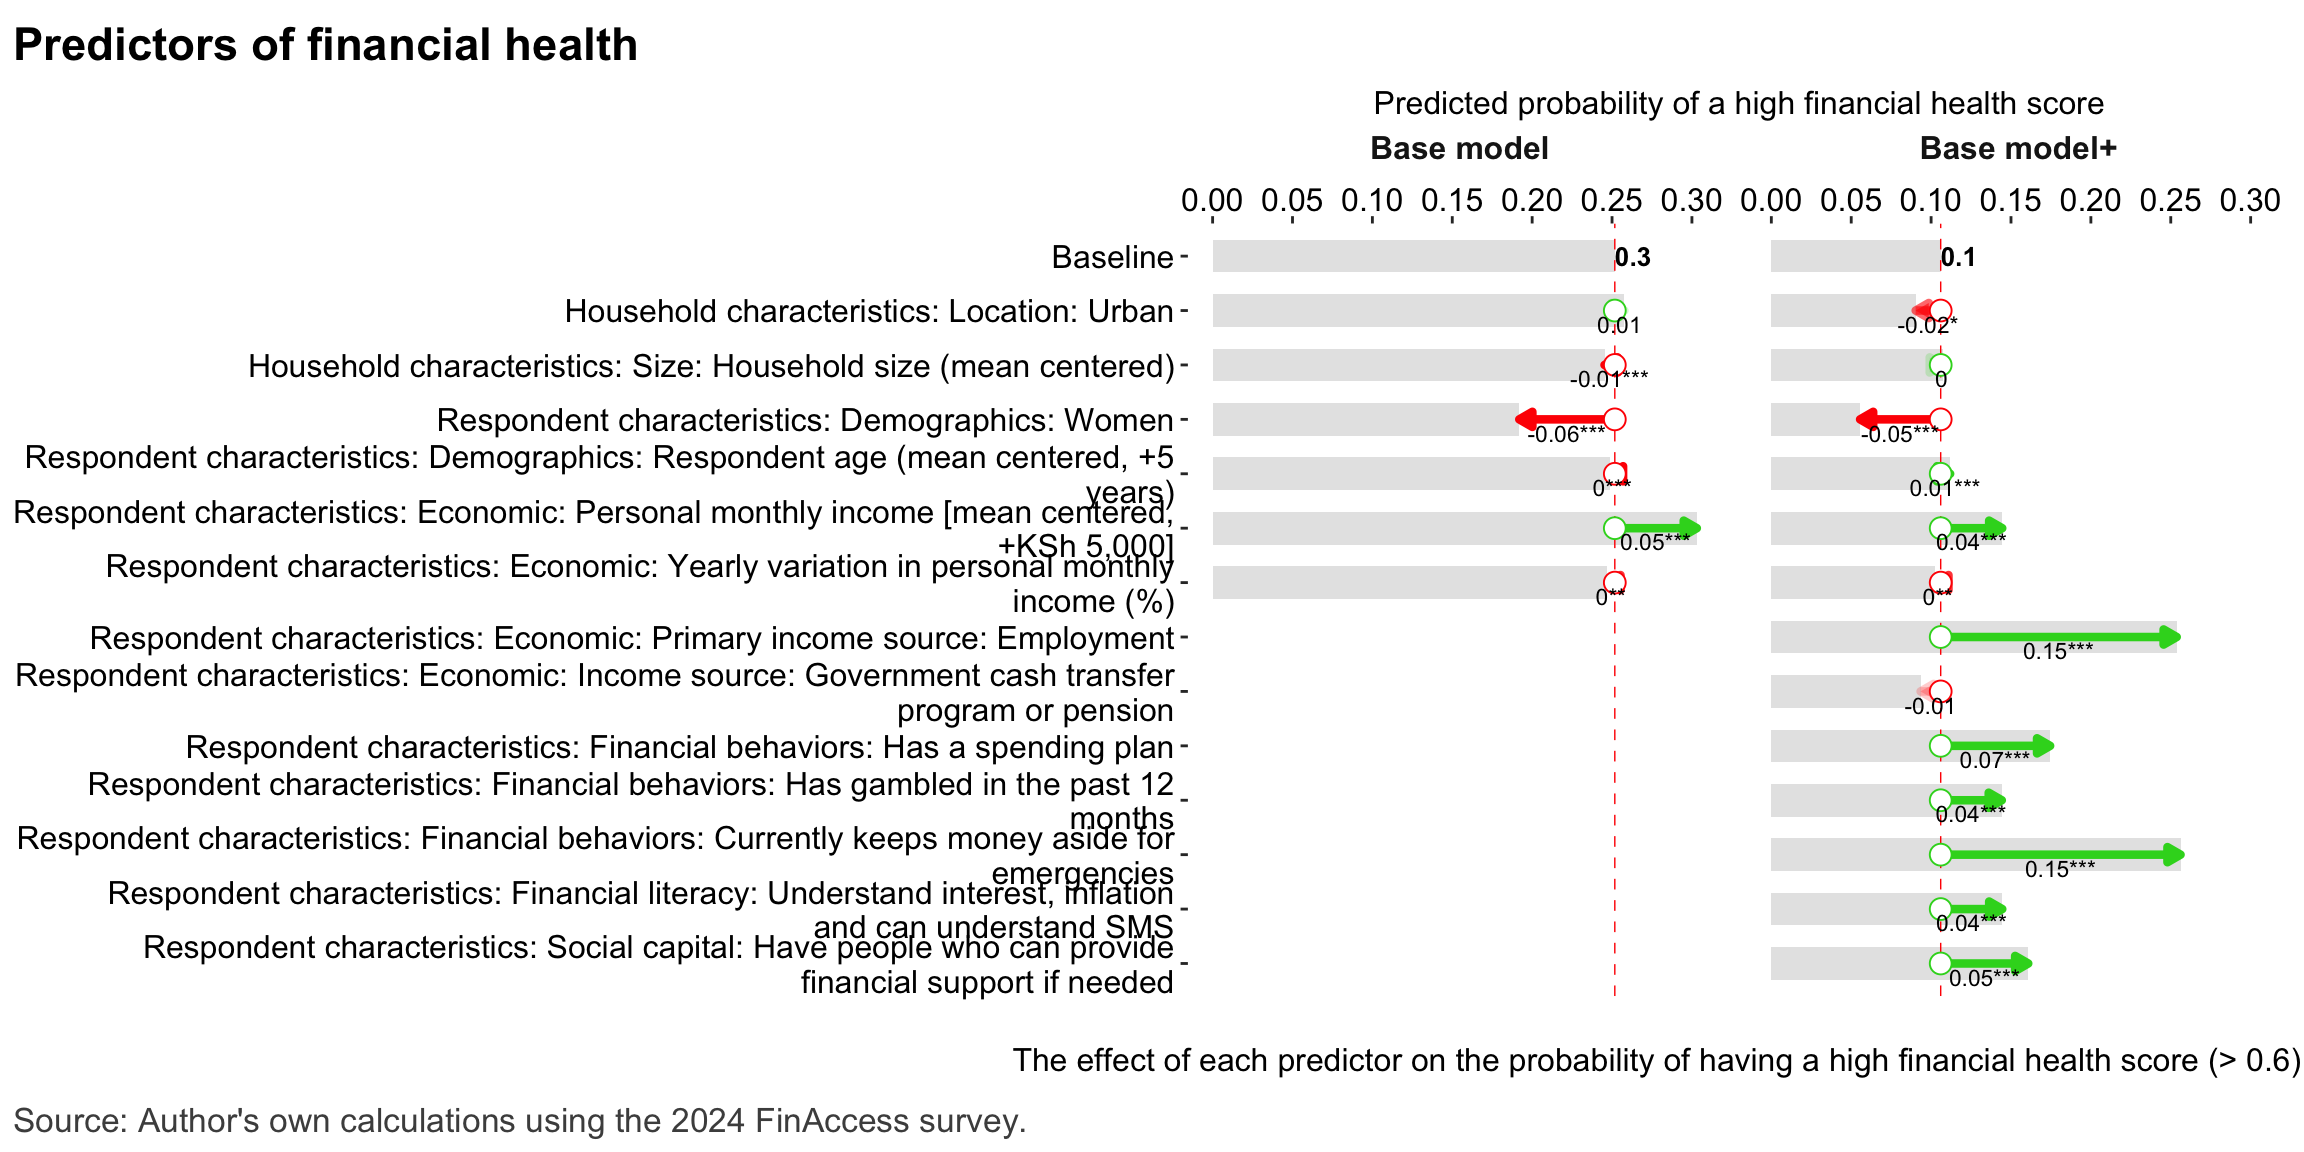 Predictors of financial health
Predicted probability of a high financial health score
Base model
Base model+
0.00 0.05 0.10 0.15 0.20 0.25 0.30 0.00 0.05 0.10 0.15 0.20 0.25 0.30
Baseline
0.3
0.1
Household characteristics: Location: Urban
0.01
-0.02*
Household characteristics: Size: Household size (mean centered)
-0.01***
0
Respondent characteristics: Demographics: Women
-0.06***
-0.05***
Respondent characteristics: Demographics: Respondent age (mean centered, +5
years)
0***
0.01***
Respondent characteristics: Economic: Personal monthly income [mean centered,
+KSh 5,000]
0.05***
0.04***
Respondent characteristics: Economic: Yearly variation in personal monthly
income (%)
0**
0**
Respondent characteristics: Economic: Primary income source: Employment
0.15***
Respondent characteristics: Economic: Income source: Government cash transfer
program or pension
-0.01
Respondent characteristics: Financial behaviors: Has a spending plan
0.07***
Respondent characteristics: Financial behaviors: Has gambled in the past 12
months
0.04***
Respondent characteristics: Financial behaviors: Currently keeps money aside for
emergencies
0.15***
Respondent characteristics: Financial literacy: Understand interest, inflation
and can understand SMS
0.04***
Respondent characteristics: Social capital: Have people who can provide
financial support if needed
0.05***
The effect of each predictor on the probability of having a high financial health score (> 0.6)
Source: Author's own calculations using the 2024 FinAccess survey.